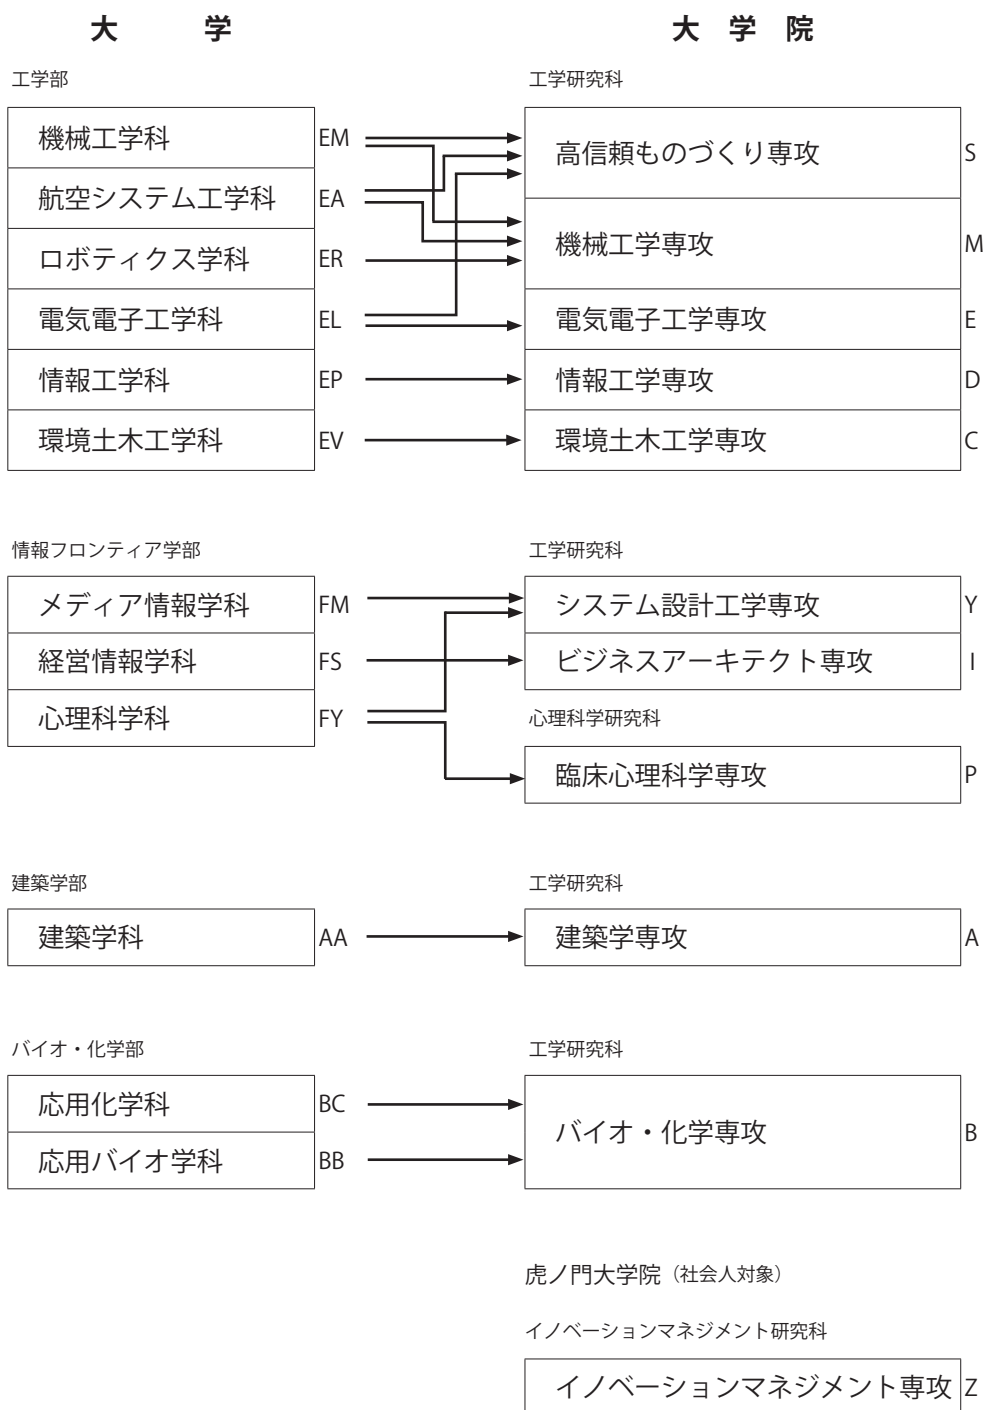 大学 大学院
工学部 工学研究科
機械工学科 EM 高信頼ものづくり専攻 S
航空システム工学科 EA
ロボティクス学科 ER 機械工学専攻 M
電気電子工学科 EL 電気電子工学専攻 E
情報工学科 EP 情報工学専攻 D
環境土木工学科 EV 環境土木工学専攻 C
情報フロンティア学部 工学研究科
メディア情報学科 FM システム設計工学専攻 Y
経営情報学科 FS ビジネスアーキテクト専攻 I
心理科学科 FY 心理科学研究科
臨床心理科学専攻 P
建築学部 工学研究科
建築学科 AA 建築学専攻 A
バイオ・化学部 工学研究科
応用化学科 BC バイオ・化学専攻 B
応用バイオ学科 BB
虎ノ門大学院（社会人対象）
イノベーションマネジメント研究科
イノベーションマネジメント専攻 Z